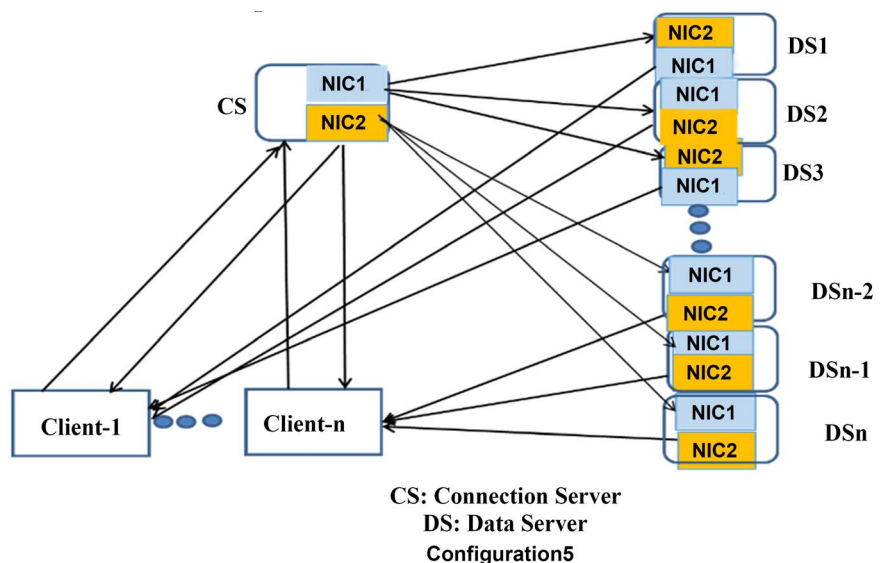 NIC2
DS1
NIC1
CS
NIC1
NIC2
NIC1
DS2
NIC2
NIC2
DS3
NIC1
NIC1
DSn-2
NIC2
NIC1
DSn-1
NIC2
NIC1
DSn
NIC2
Client-1
Client-n
CS: Connection Server
DS: Data Server
Configuration5